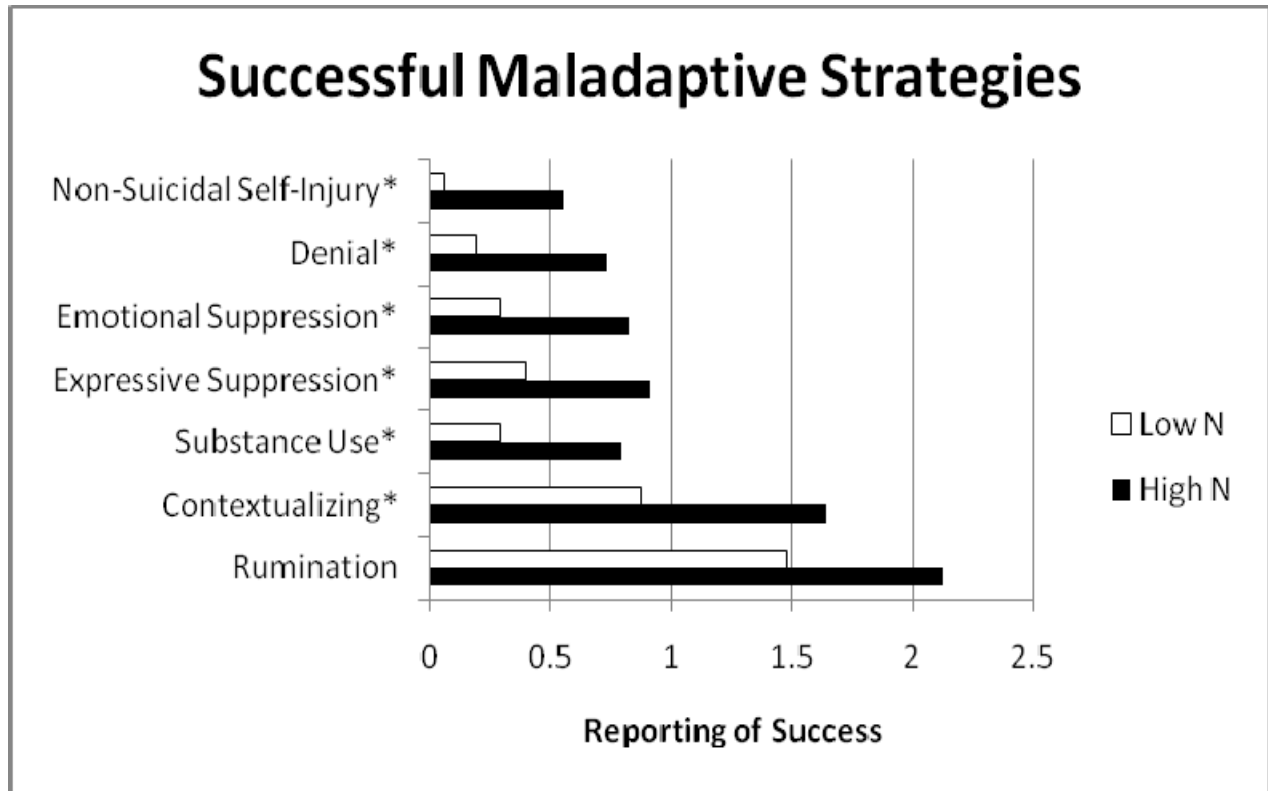 Successful Maladaptive Strategies
Non-Suicidal Self-Injury*
Denial*
Emotional Suppression*
Expressive Suppression*
Substance Use*
Contextualizing*
Rumination
0 0.5 1 1.5 2 2.5
Reporting of Success
Low N
High N